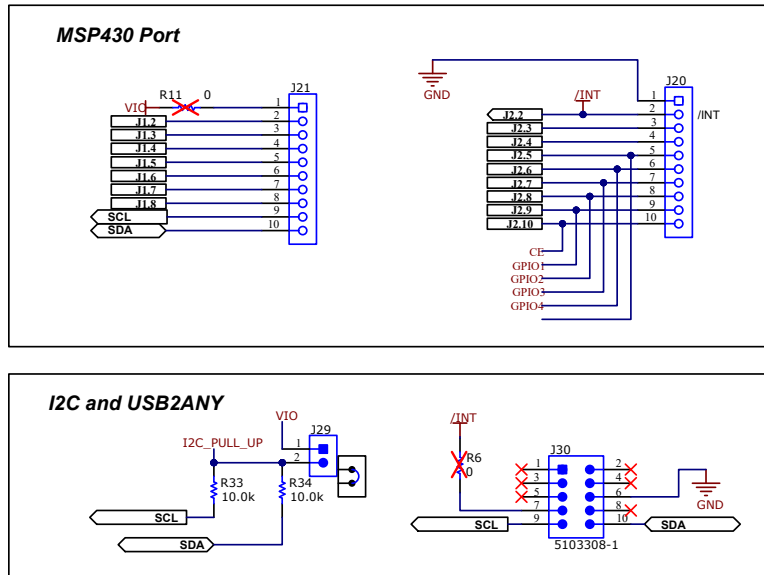 MSP430 Port
R11 0
VIO
J21
1
J1.2 2
J1.3 3
J1.4 4
J1.5 5
J1.6 6
J1.7 7
J1.8 8
SCL 9
SDA 10
GND
/INT
J20
/INT
1
J2.2 2
J2.3 3
J2.4 4
J2.5 5
J2.6 6
J2.7 7
J2.8 8
J2.9 9
J2.10 10
CE
GPIO1
GPIO2
GPIO3
GPIO4
I2C and USB2ANY
VIO
J29
I2C_PULL_UP
1
2
R33
10.0k
R34
10.0k
SCL
SDA
/INT
R6
0
J30
1 2
3 4
5 6
7 8
9 10
GND
SCL
SDA
5103308-1